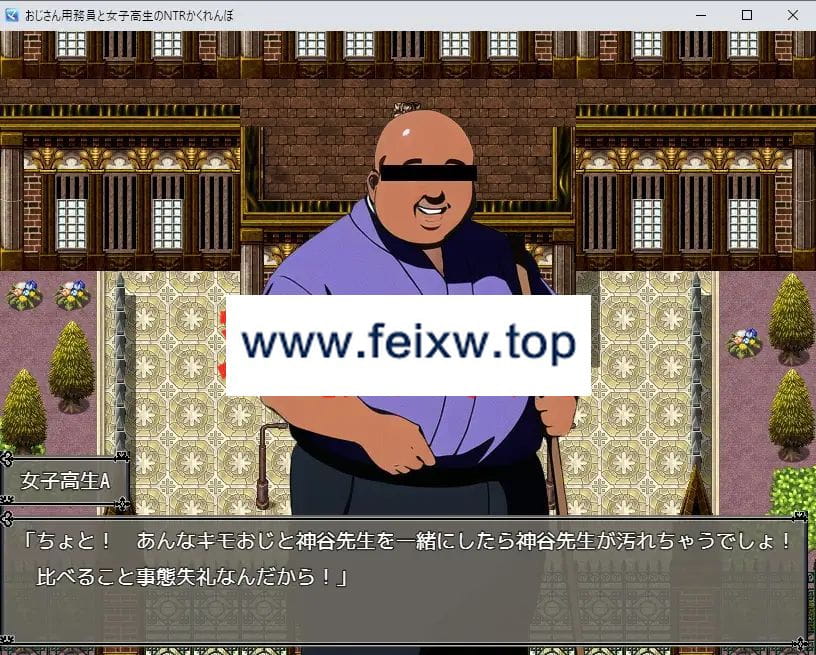 おじさん用務員と女子高生のNTRかくれんぼ
www.feixw.top
女子高生A
「ちょと！　あんなキモおじと神谷先生を一緒にしたら神谷先生が汚れちゃうでしょ！
比べること事態失礼なんだから！」